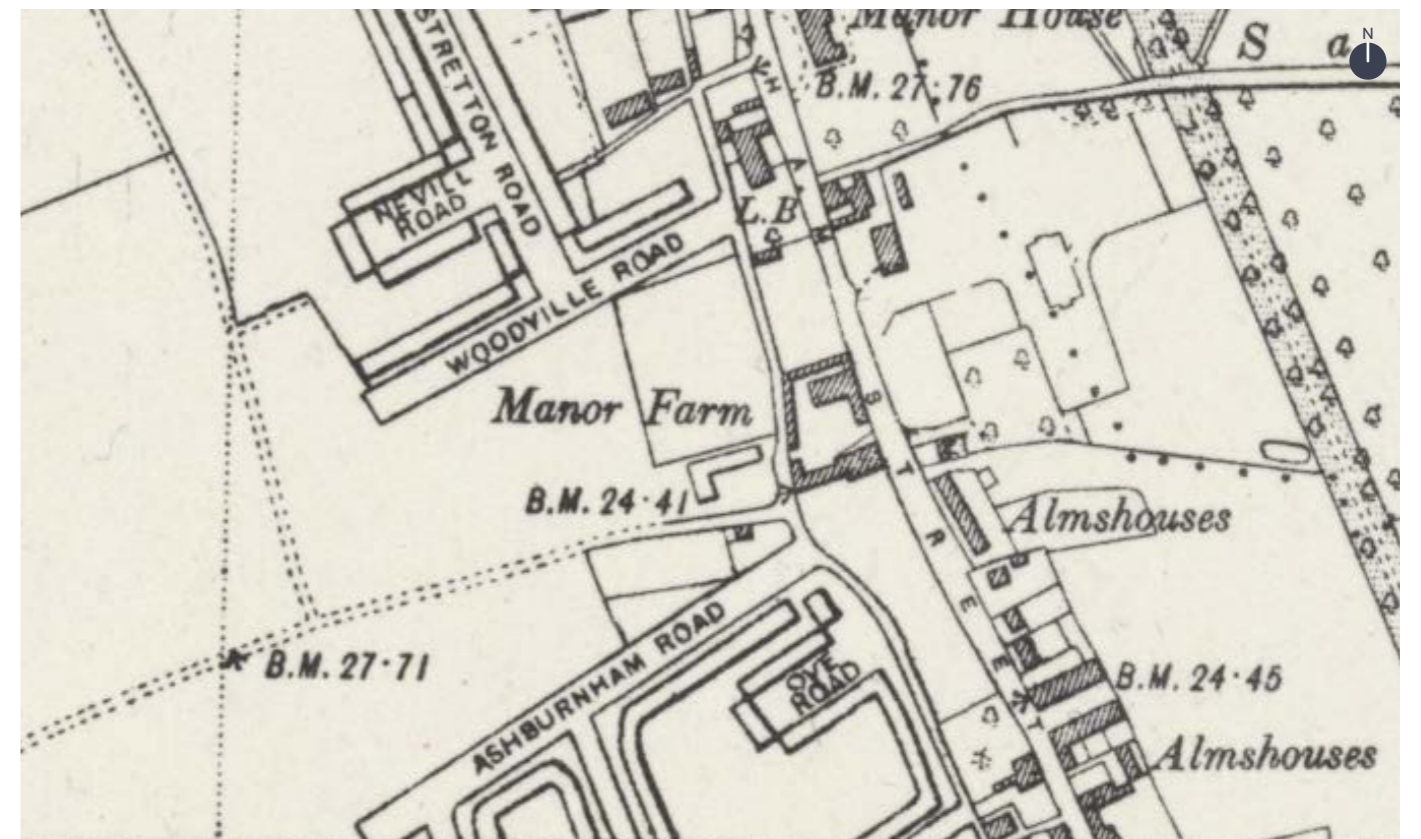 Manor House
N
S a
STRETTON ROAD
B.M. 27·76
H A M S T R E E T
NEVILL
ROAD
L.B
WOODVILLE ROAD
Manor Farm
B.M. 24·41
Almshouses
ASHBURNHAM ROAD
B.M. 27·71
ROAD
B.M. 24·45
Almshouses